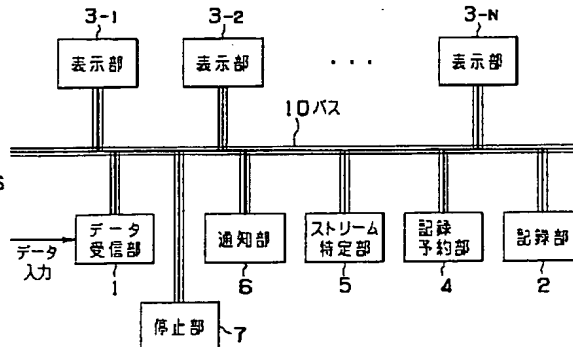 3-1
3-2
3-N
表示部
表示部
・・・
表示部
10バス
S
データ
入力
データ
受信部
1
通知部
6
ストリーム
特定部
5
記録
予約部
4
記録部
2
停止部
7